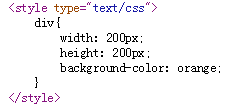 <style type="text/css">
div{
width: 200px;
height: 200px;
background-color: orange;
}
</style>